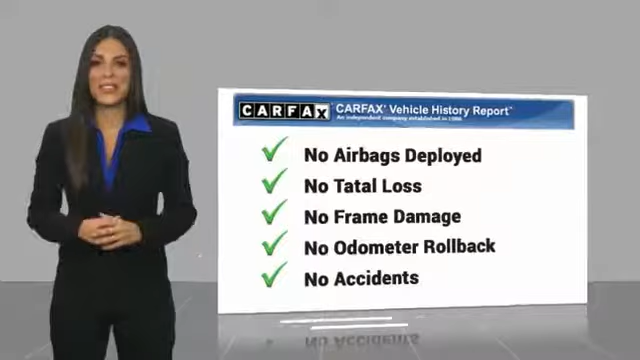 CARFAX CARFAX® Vehicle History Report™
An independent company established in 1986
No Airbags Deployed
No Tatal Loss
No Frame Damage
No Odometer Rollback
No Accidents